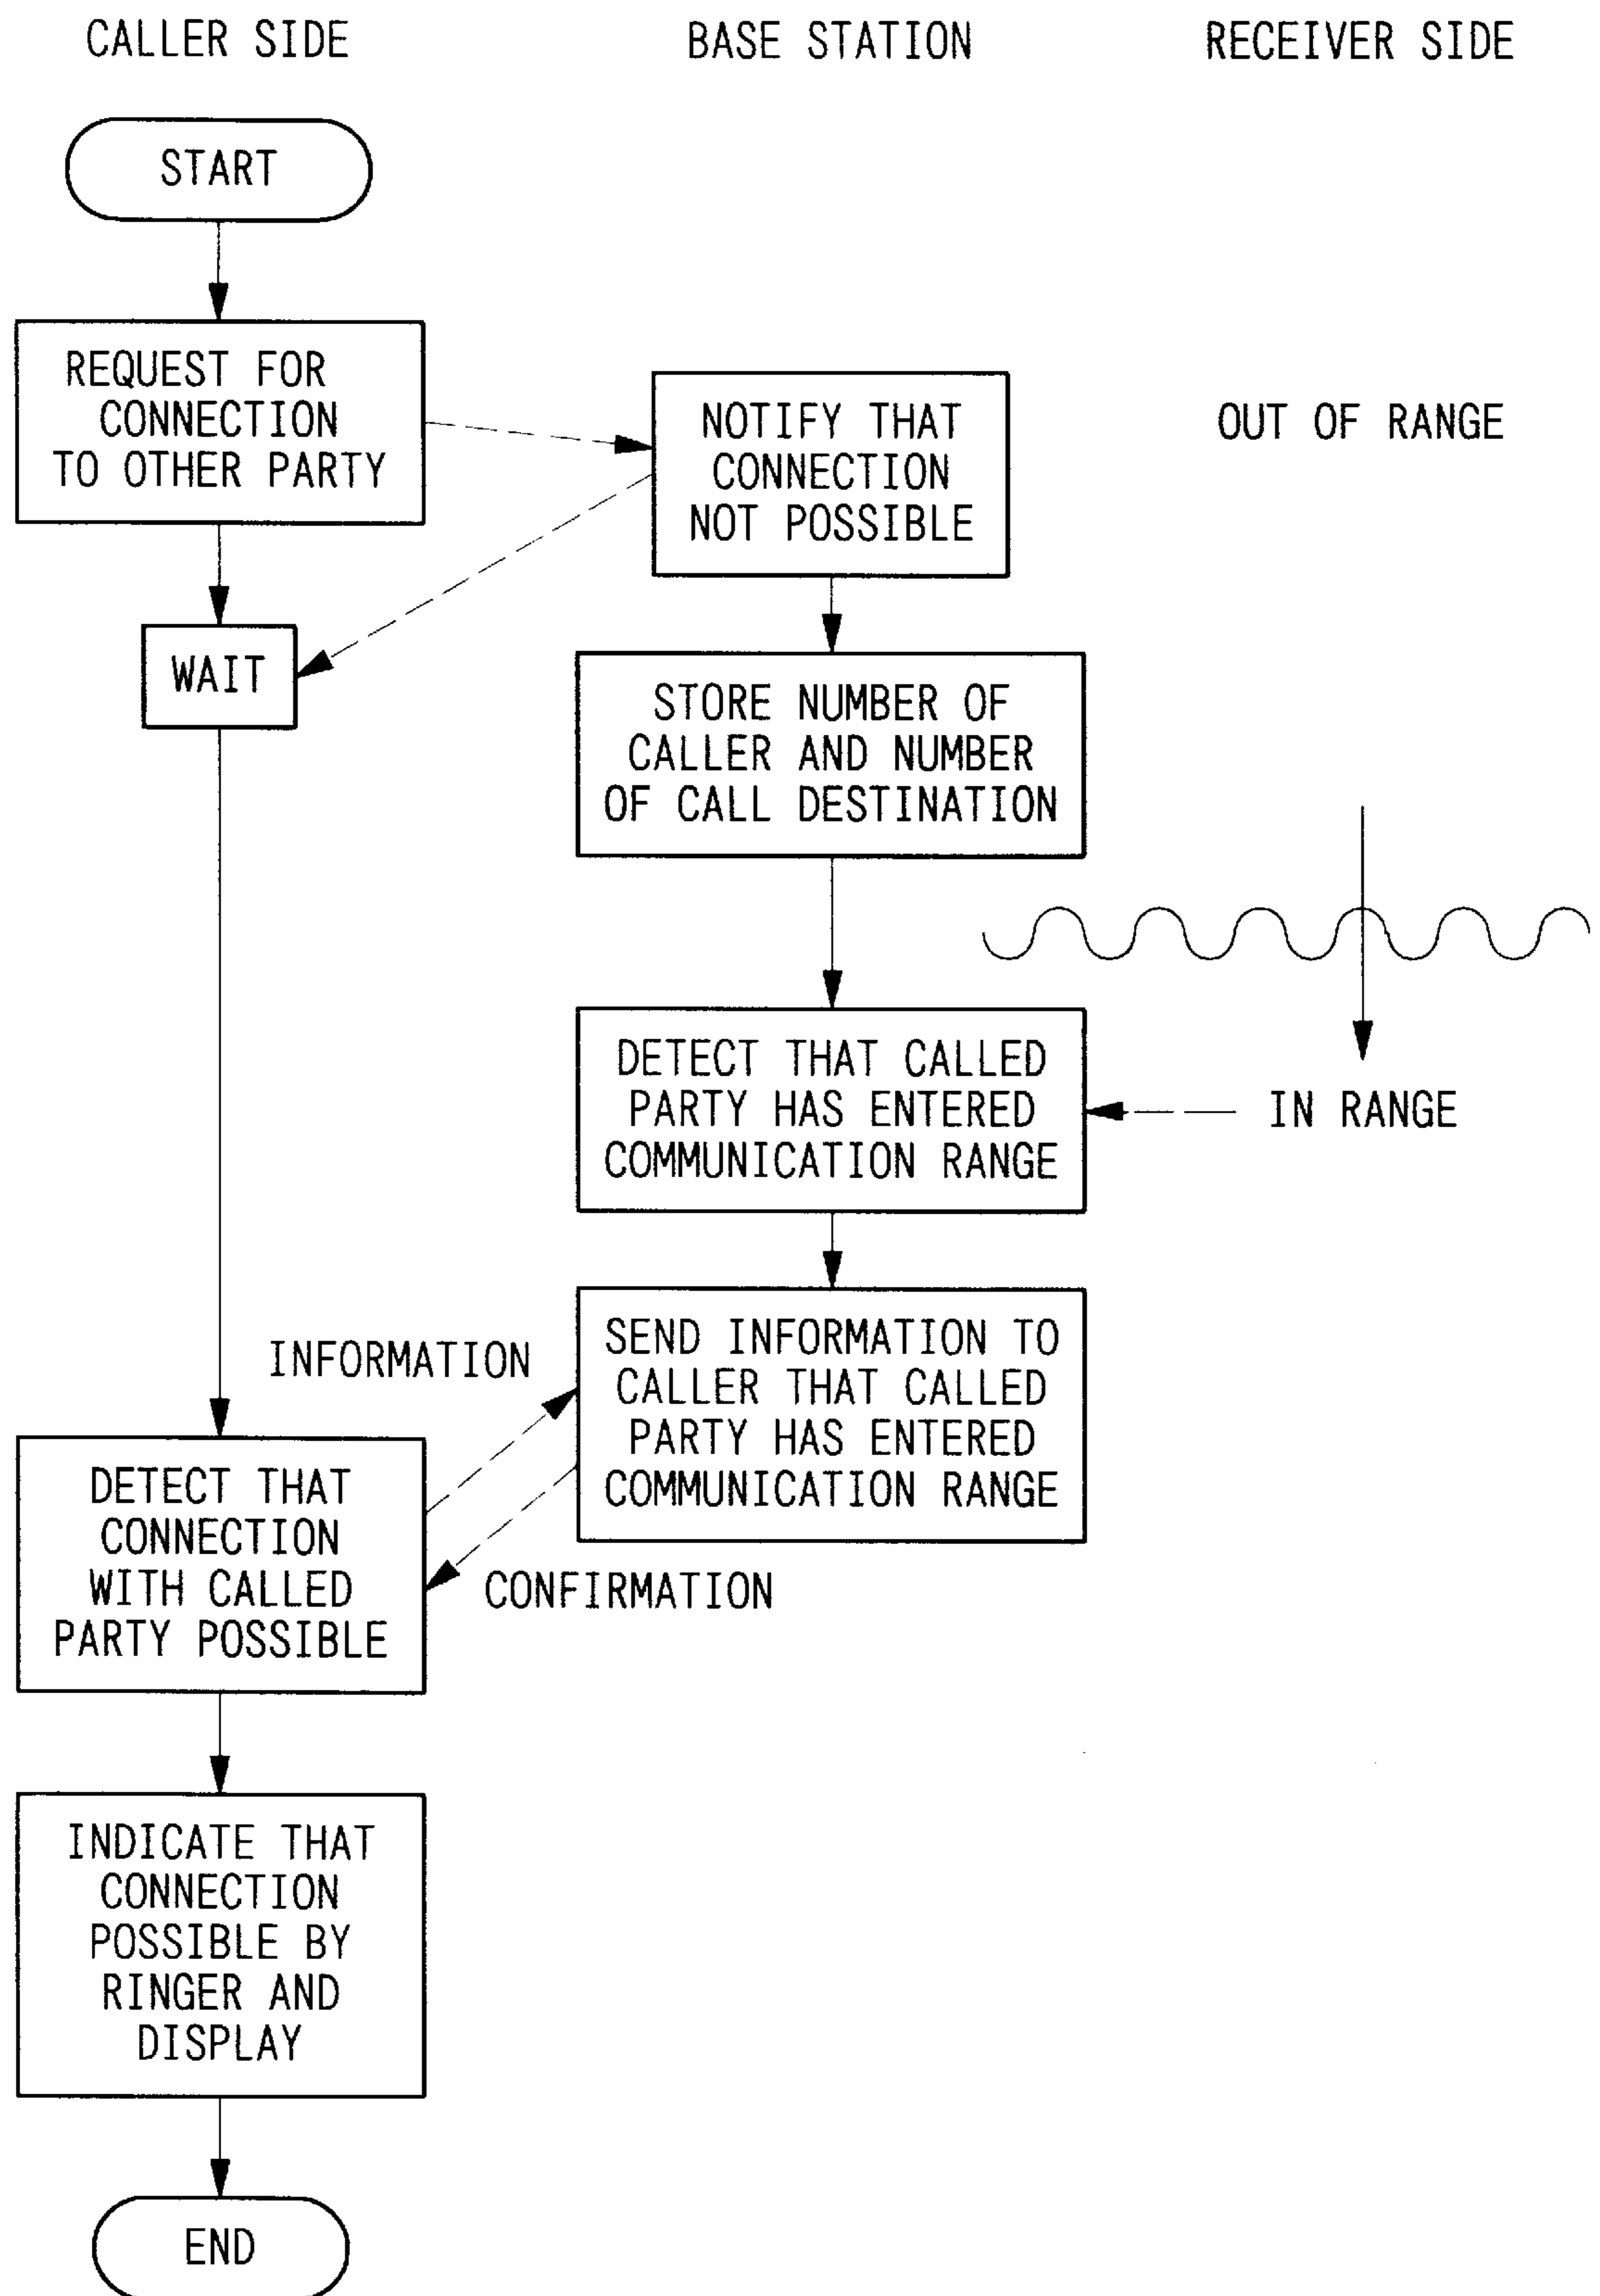 CALLER SIDE
BASE STATION
RECEIVER SIDE
START
REQUEST FOR
CONNECTION
TO OTHER PARTY
NOTIFY THAT
CONNECTION
NOT POSSIBLE
OUT OF RANGE
WAIT
STORE NUMBER OF
CALLER AND NUMBER
OF CALL DESTINATION
DETECT THAT CALLED
PARTY HAS ENTERED
COMMUNICATION RANGE
IN RANGE
INFORMATION
SEND INFORMATION TO
CALLER THAT CALLED
PARTY HAS ENTERED
COMMUNICATION RANGE
DETECT THAT
CONNECTION
WITH CALLED
PARTY POSSIBLE
CONFIRMATION
INDICATE THAT
CONNECTION
POSSIBLE BY
RINGER AND
DISPLAY
END